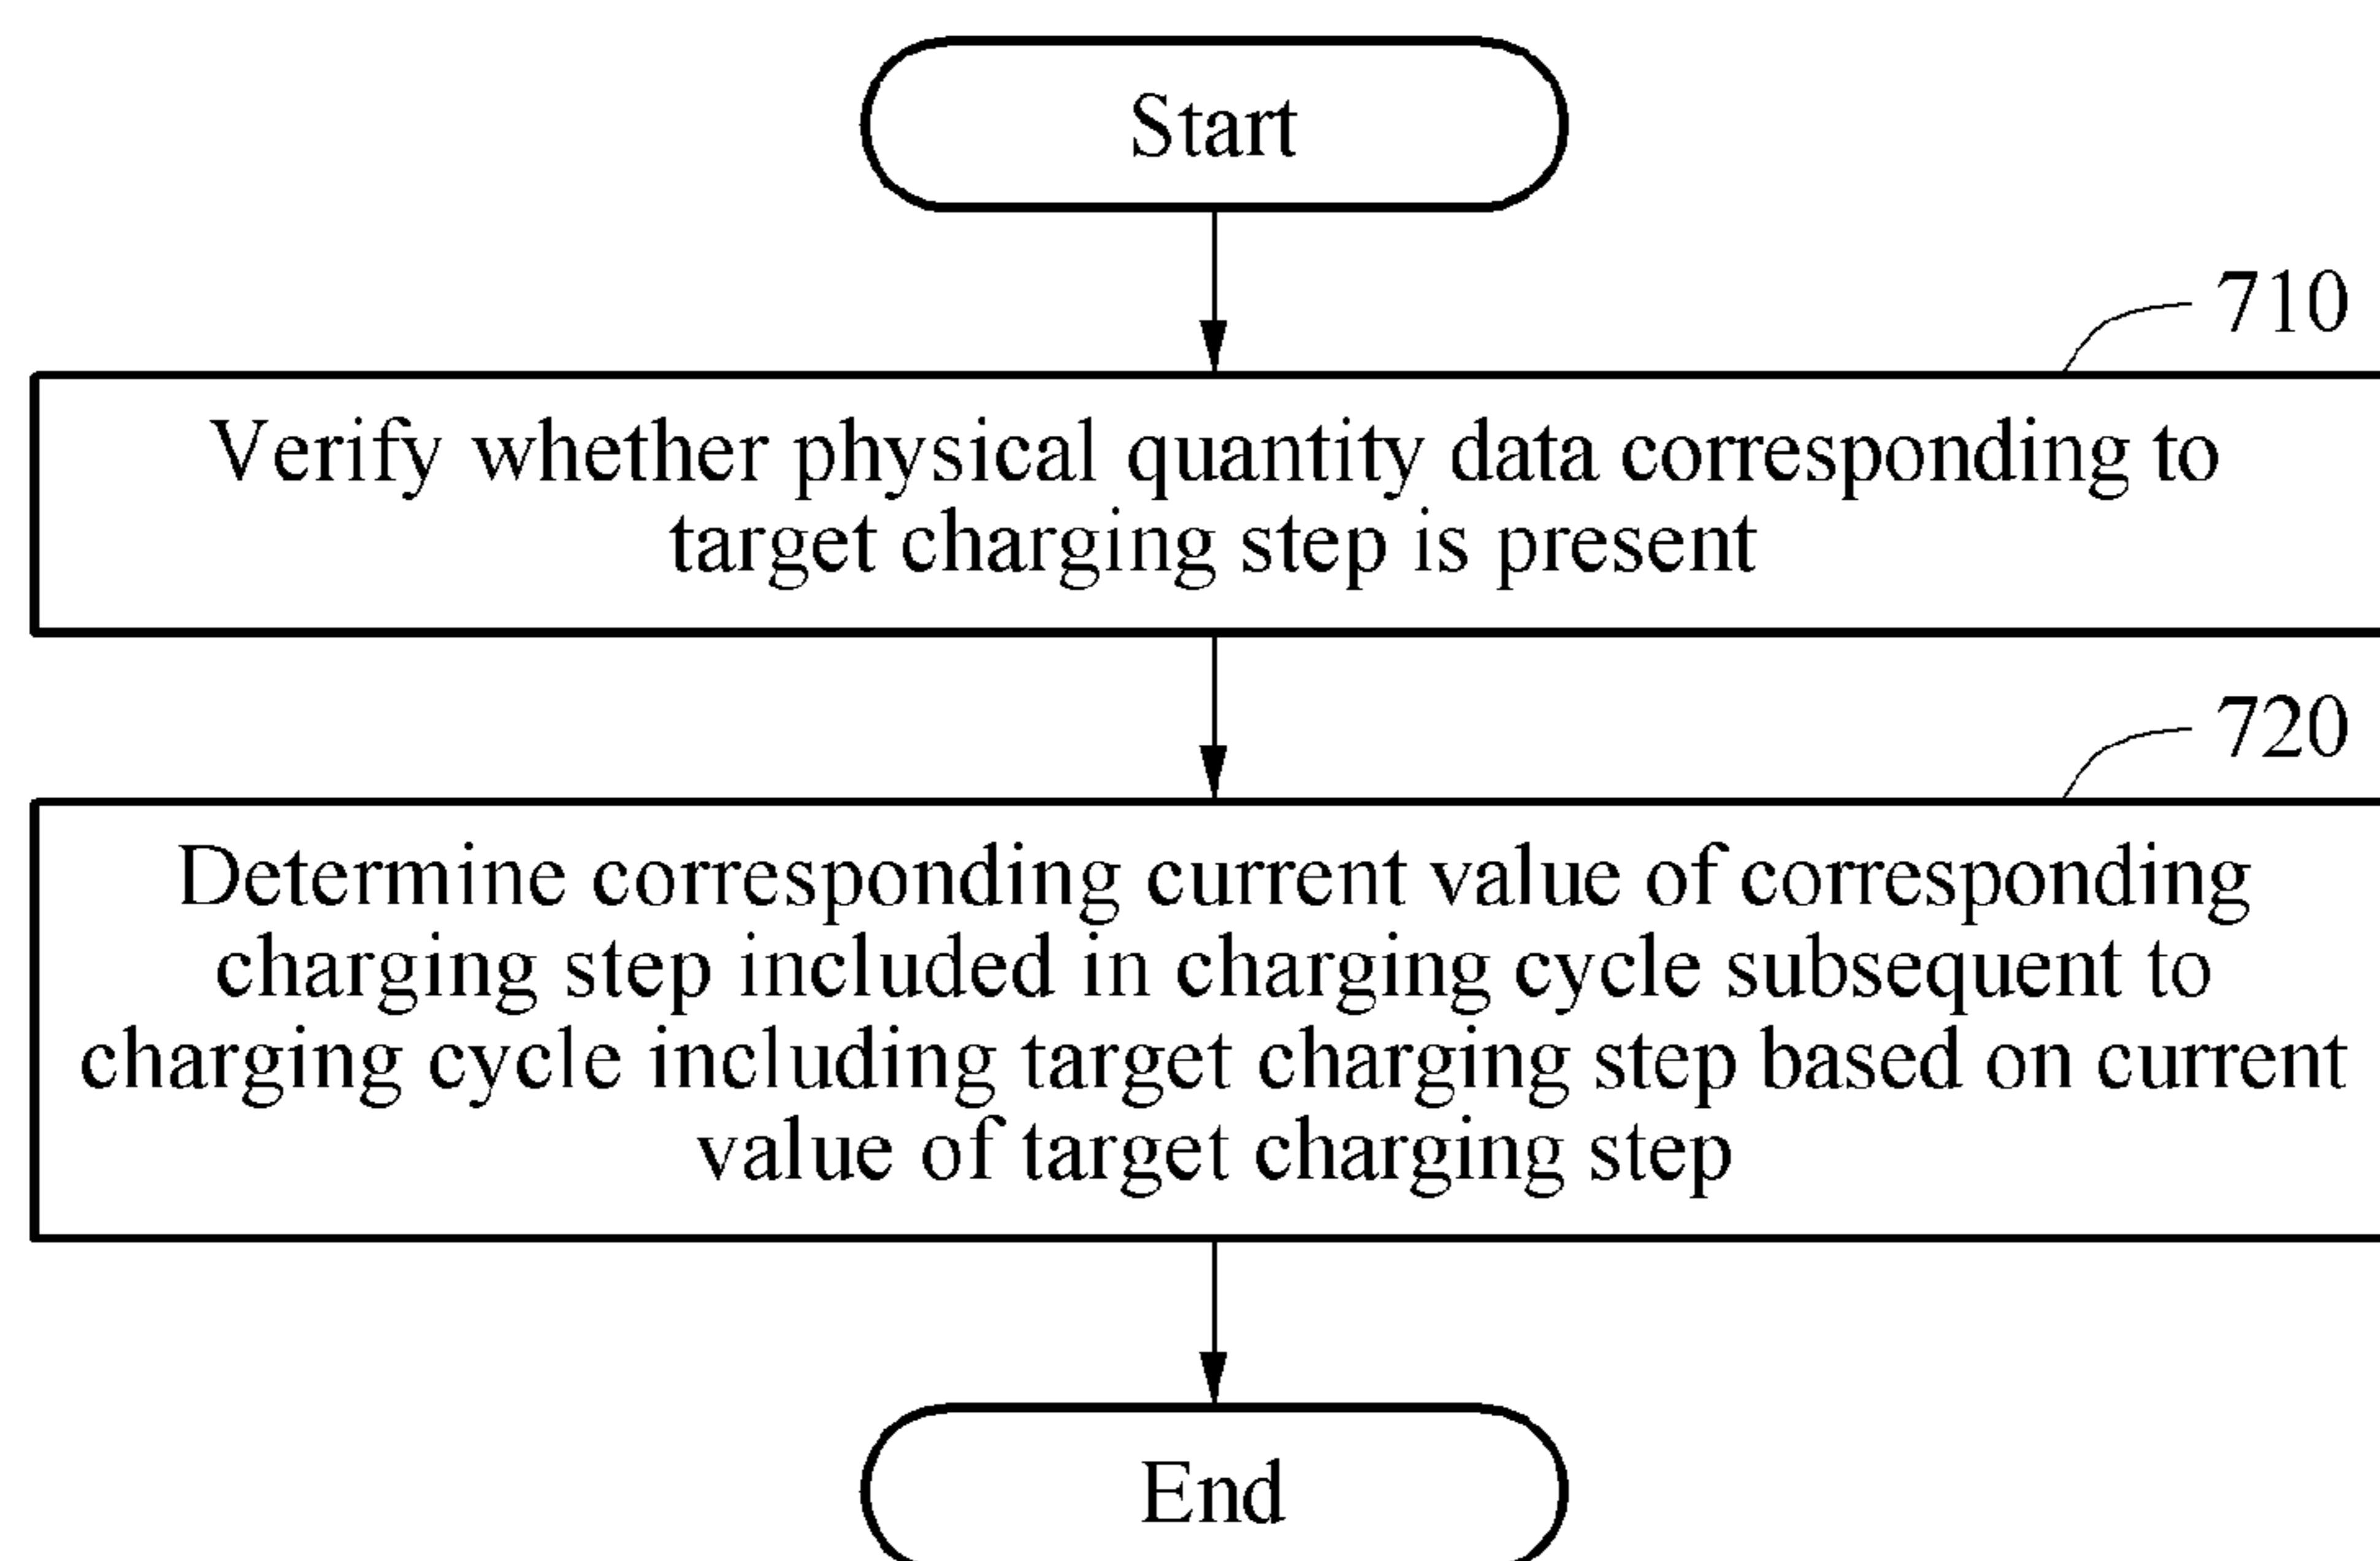 Start
710
Verify whether physical quantity data corresponding to
target charging step is present
720
Determine corresponding current value of corresponding
charging step included in charging cycle subsequent to
charging cycle including target charging step based on current
value of target charging step
End